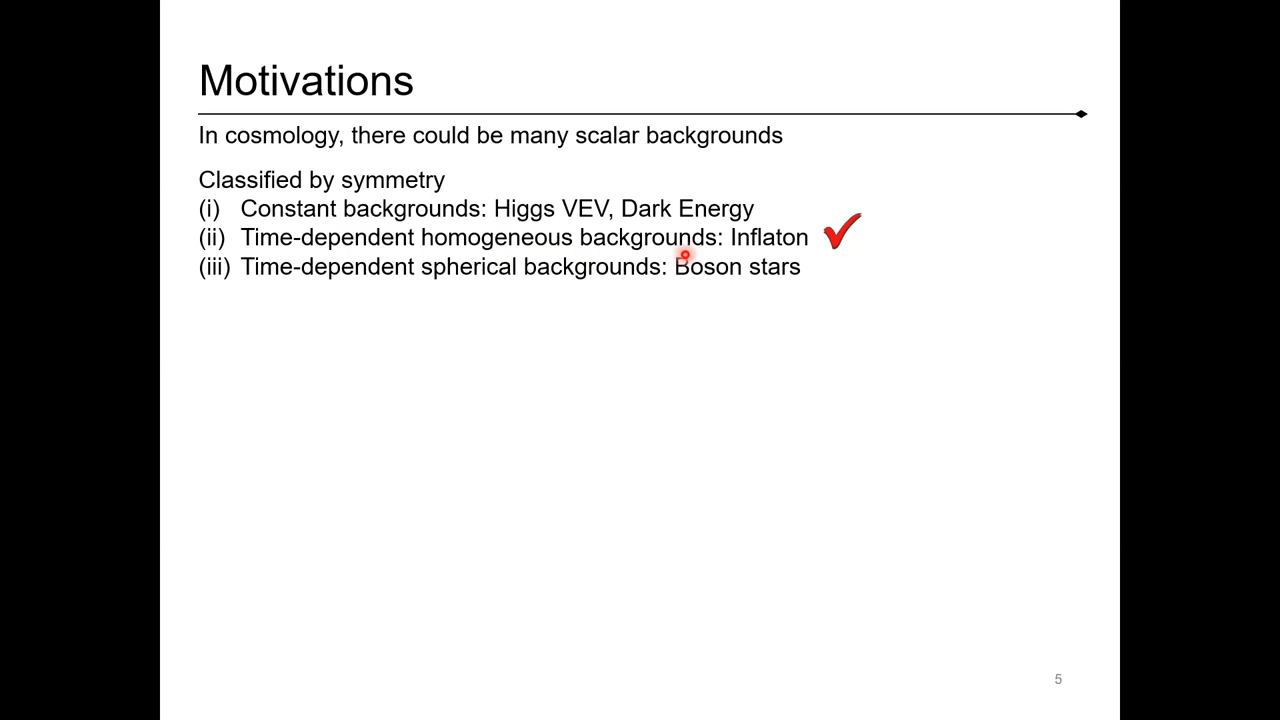 Motivations
In cosmology, there could be many scalar backgrounds
Classified by symmetry
(i) Constant backgrounds: Higgs VEV, Dark Energy
(ii) Time-dependent homogeneous backgrounds: Inflaton
(iii) Time-dependent spherical backgrounds: Boson stars
5